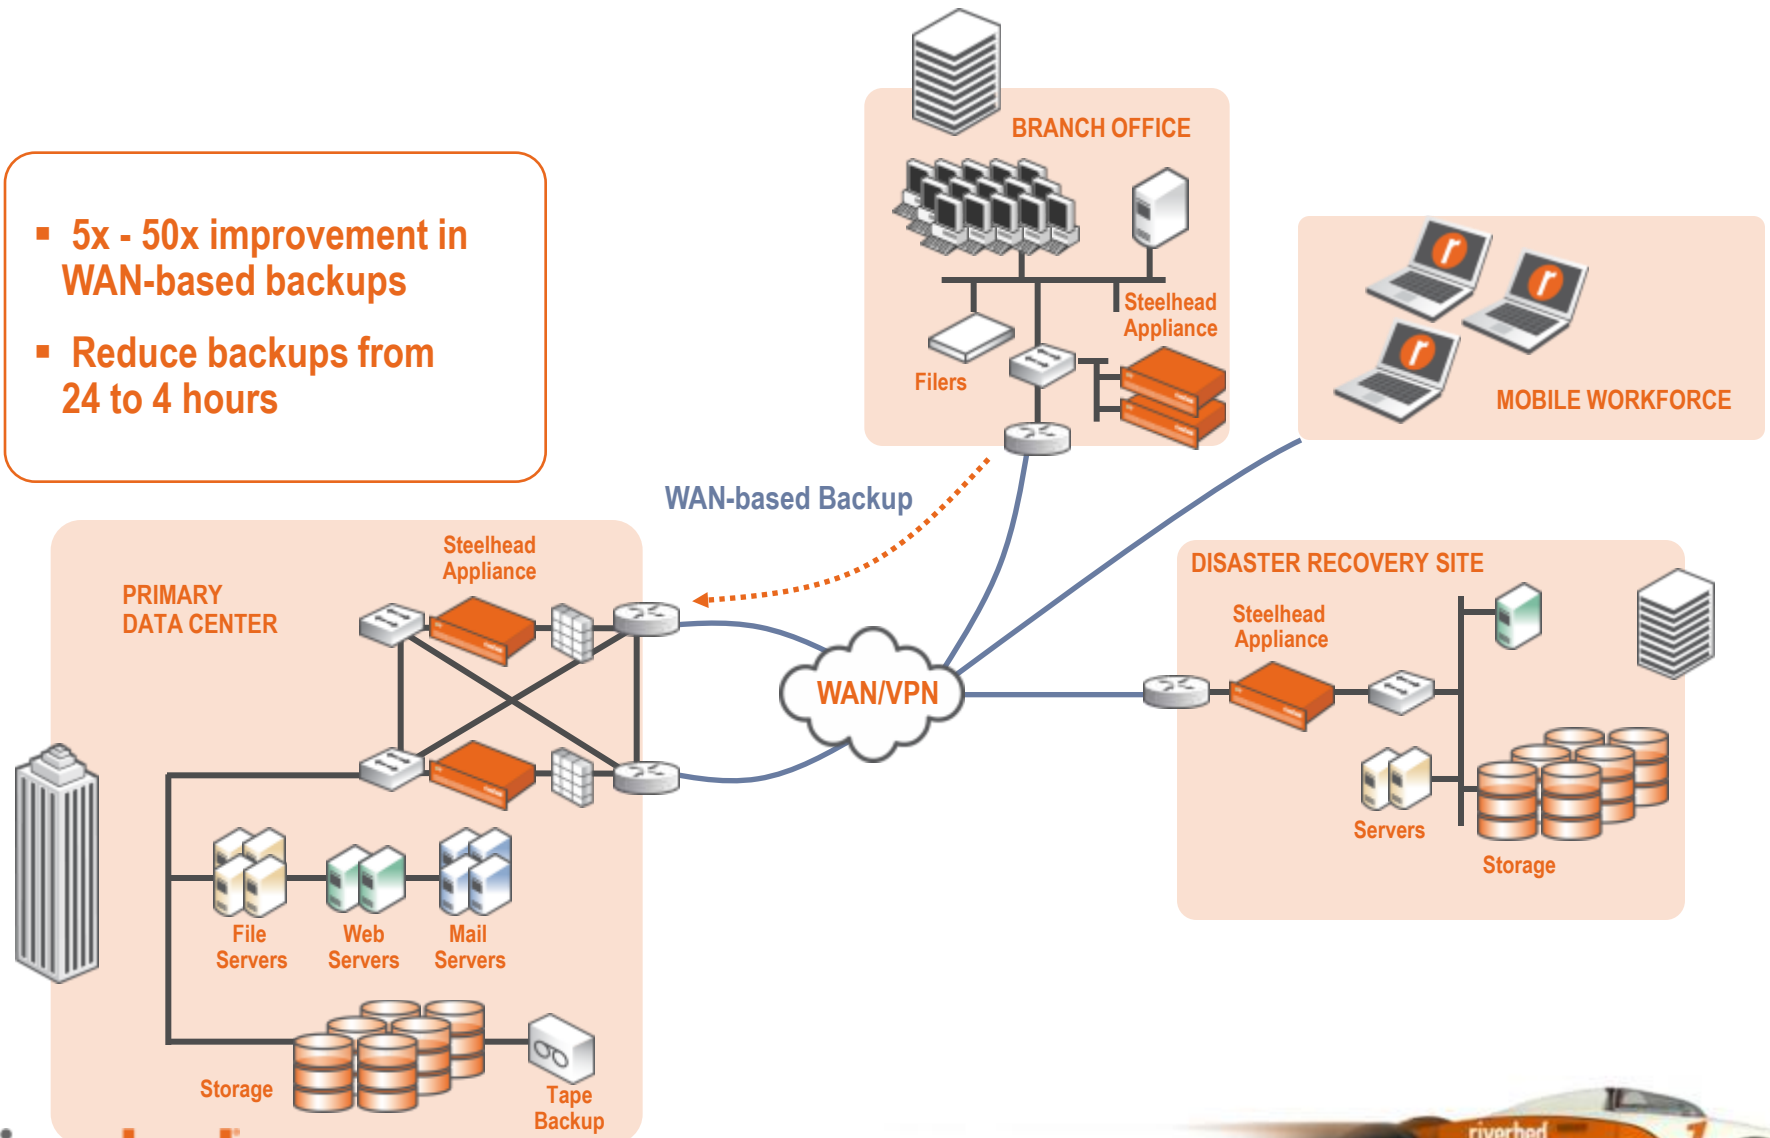 ▪ 5x - 50x improvement in
WAN-based backups
▪ Reduce backups from
24 to 4 hours
BRANCH OFFICE
Steelhead
Appliance
Filers
MOBILE WORKFORCE
WAN-based Backup
PRIMARY
DATA CENTER
Steelhead
Appliance
WAN/VPN
DISASTER RECOVERY SITE
Steelhead
Appliance
Servers
Storage
File
Servers
Web
Servers
Mail
Servers
Storage
Tape
Backup
riverbed
1